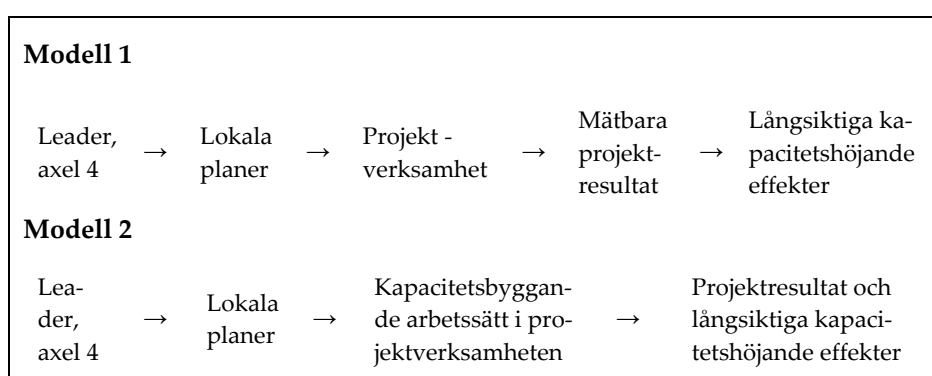 Modell 1
Leader,
axel 4
→
Lokala
planer
→
Projekt -
verksamhet
→
Mätbara
projekt-
resultat
→
Långsiktiga ka-
pacitetshöjande
effekter
Modell 2
Lea-
der,
axel 4
→
Lokala
planer
→
Kapacitetsbyggan-
de arbetssätt i pro-
jektverksamheten
→
Projektresultat och
långsiktiga kapaci-
tetshöjande effekter